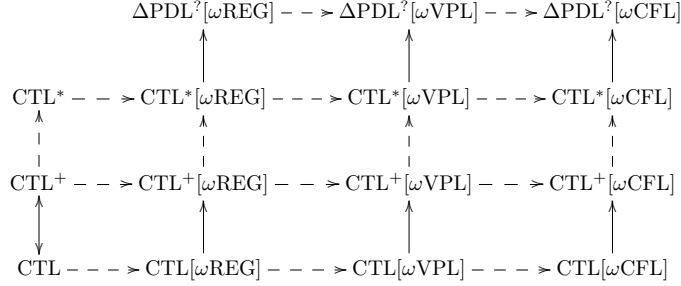 ΔPDL?[ωREG] ΔPDL?[ωVPL] ΔPDL?[ωCFL]
CTL* CTL*[ωREG] CTL*[ωVPL] CTL*[ωCFL]
CTL⁺ CTL⁺[ωREG] CTL⁺[ωVPL] CTL⁺[ωCFL]
CTL CTL[ωREG] CTL[ωVPL] CTL[ωCFL]